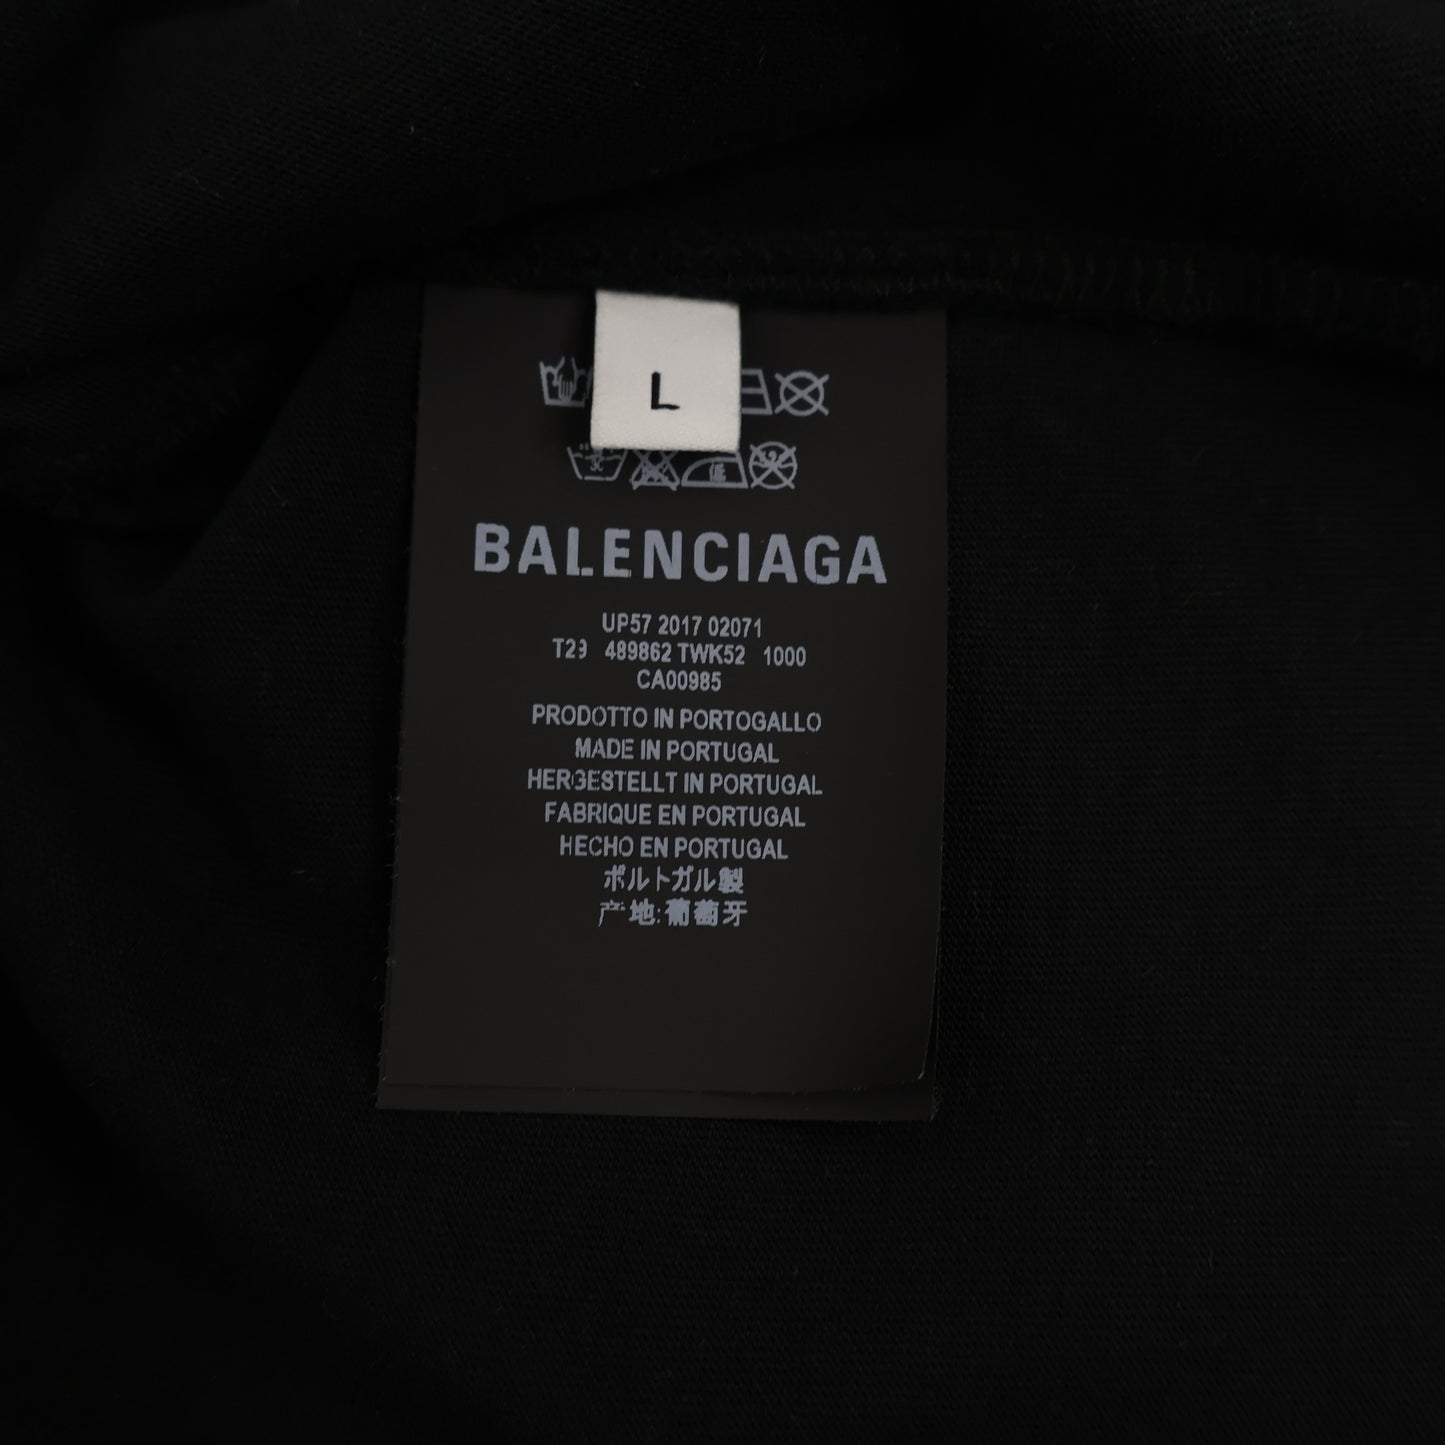 L
BALENCIAGA
UP57 2017 02071
T29 489862 TWK52 1000
CA00985
PRODOTTO IN PORTOGALLO
MADE IN PORTUGAL
HERGESTELLT IN PORTUGAL
FABRIQUE EN PORTUGAL
HECHO EN PORTUGAL
ポルトガル製
产地:葡萄牙